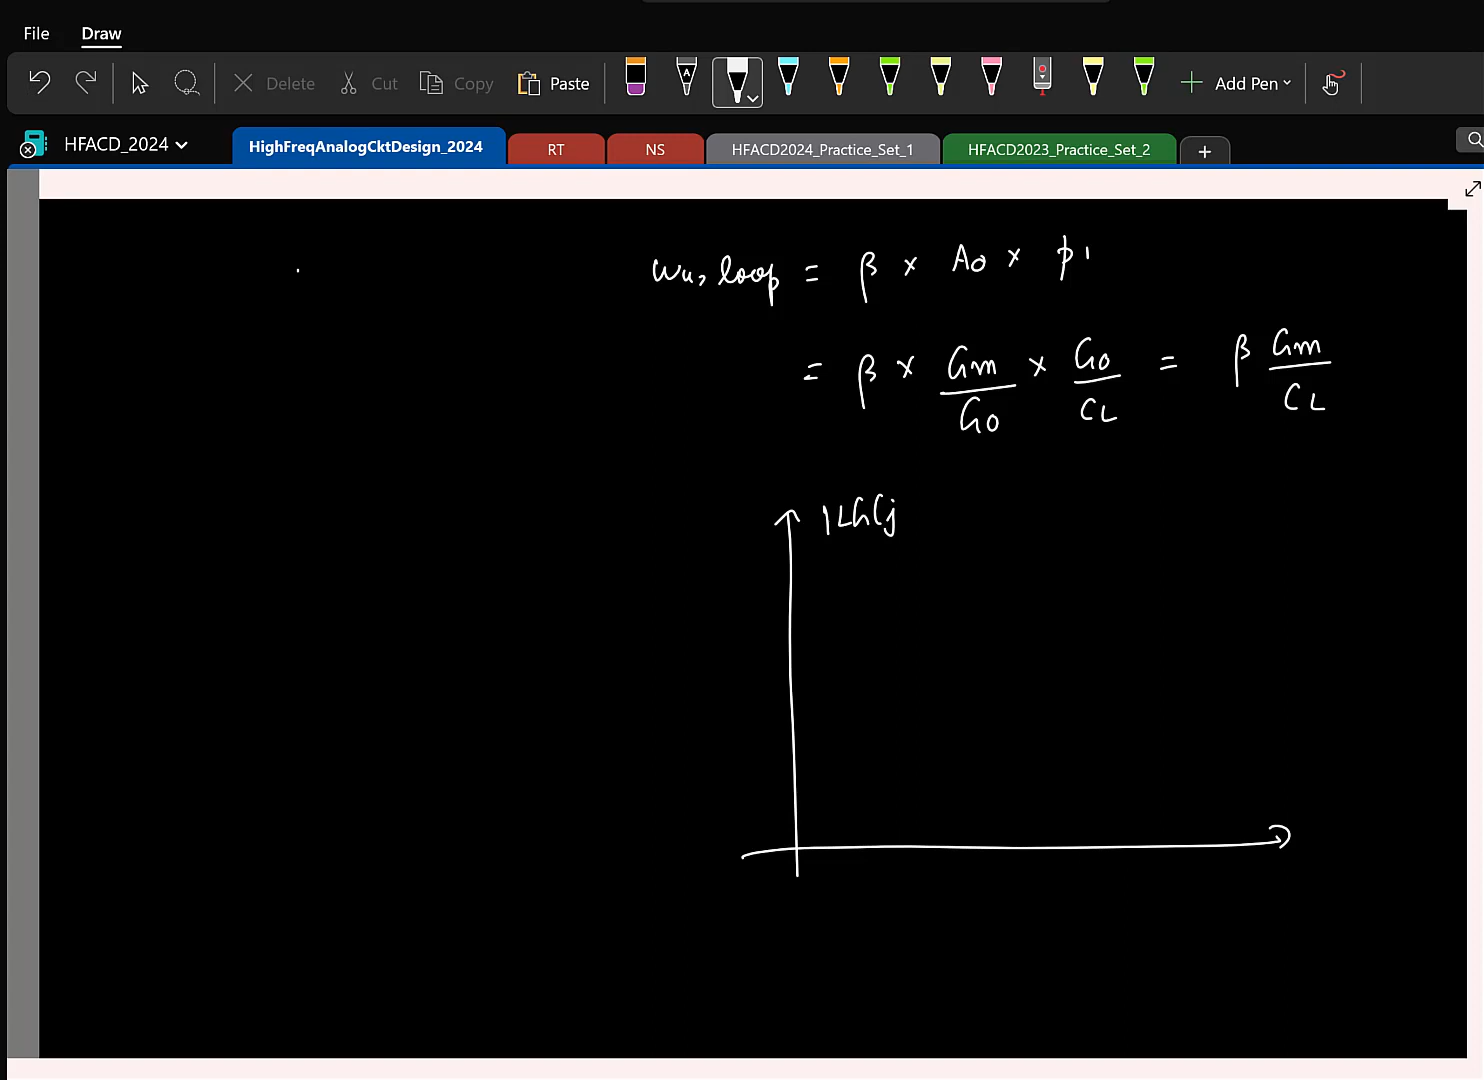 File Draw
Delete Cut Copy Paste A Add Pen
HFACD_2024 HighFreqAnalogCktDesign_2024 RT NS HFACD2024_Practice_Set_1 HFACD2023_Practice_Set_2 +
ωu, loop = β × A0 × p1
= β × Gm/G0 × G0/CL = β Gm/CL
|LG(j